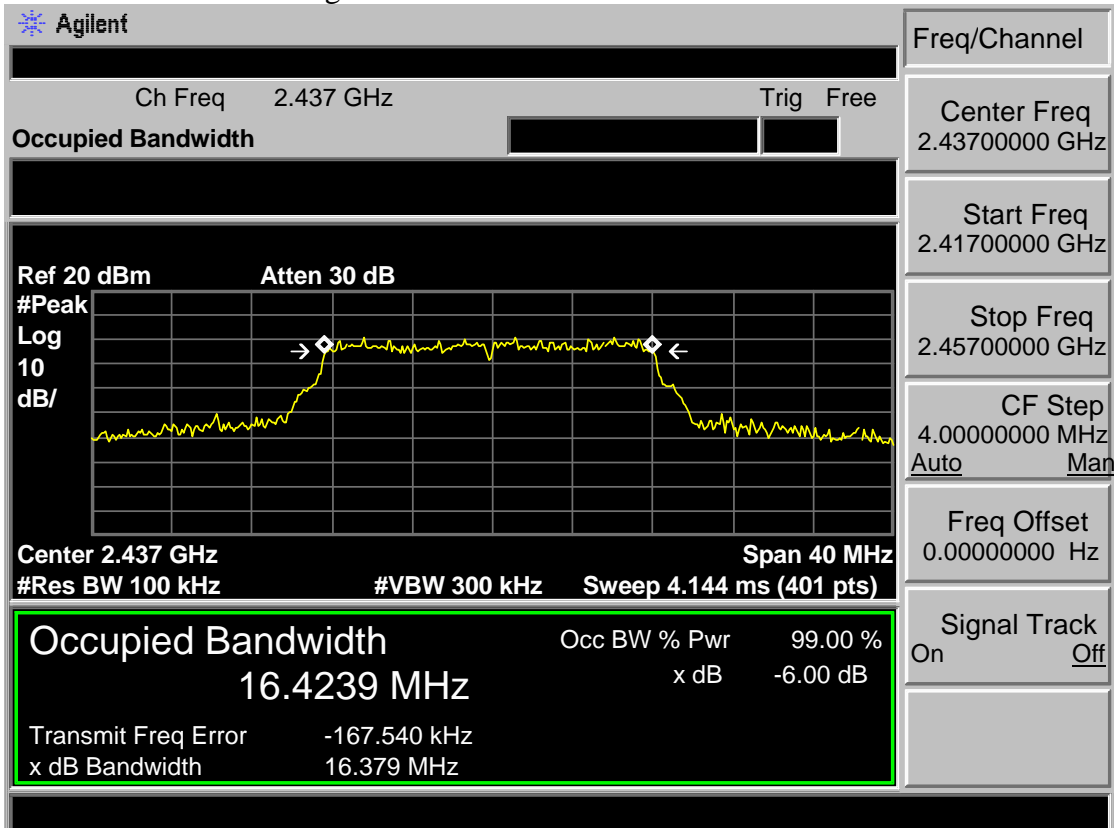 Agilent
Freq/Channel
Ch Freq 2.437 GHz Trig Free
Occupied Bandwidth
Center Freq
2.43700000 GHz
Start Freq
2.41700000 GHz
Stop Freq
2.45700000 GHz
CF Step
4.00000000 MHz
Auto Man
Freq Offset
0.00000000 Hz
Signal Track
On Off
Ref 20 dBm Atten 30 dB
#Peak
Log
10
dB/
Center 2.437 GHz Span 40 MHz
#Res BW 100 kHz #VBW 300 kHz Sweep 4.144 ms (401 pts)
Occupied Bandwidth Occ BW % Pwr 99.00 %
16.4239 MHz x dB -6.00 dB
Transmit Freq Error -167.540 kHz
x dB Bandwidth 16.379 MHz